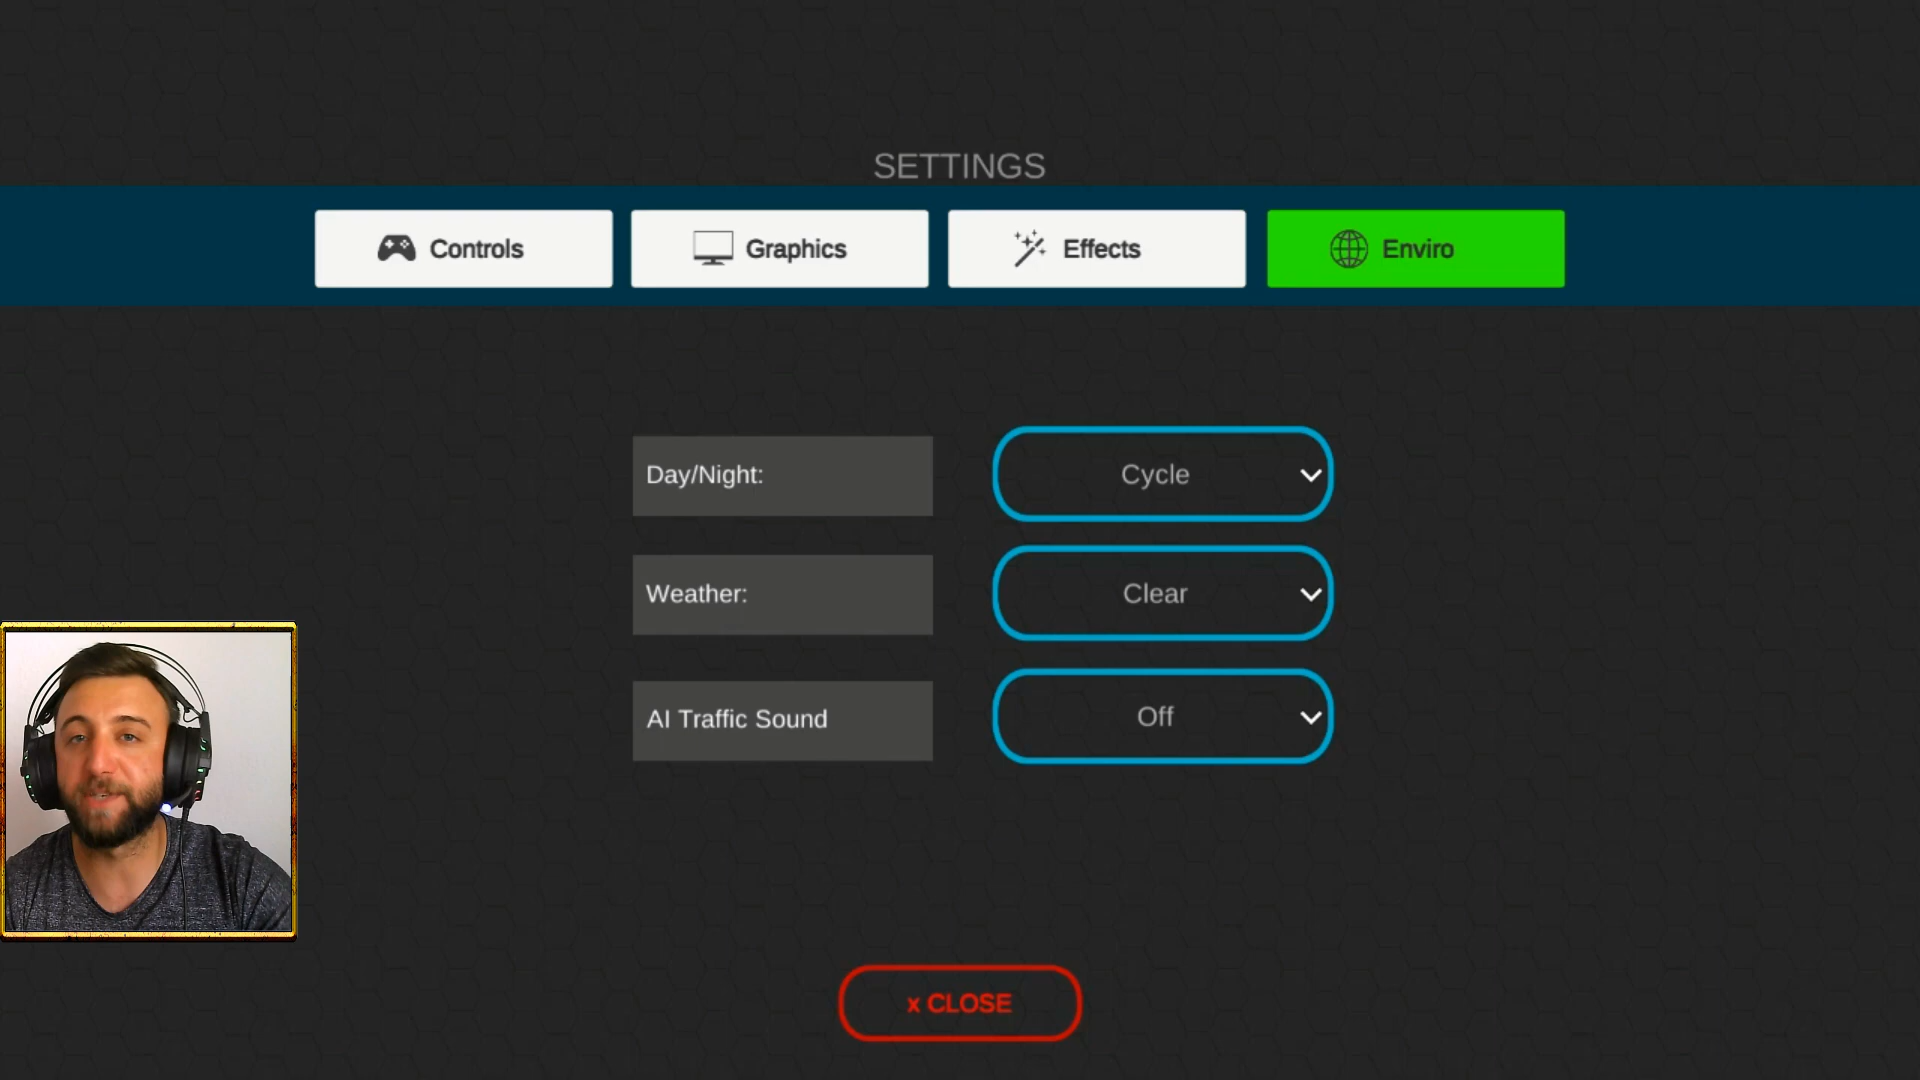 SETTINGS
Controls
Graphics
Effects
Enviro
Day/Night:
Cycle
Weather:
Clear
AI Traffic Sound
Off
x CLOSE